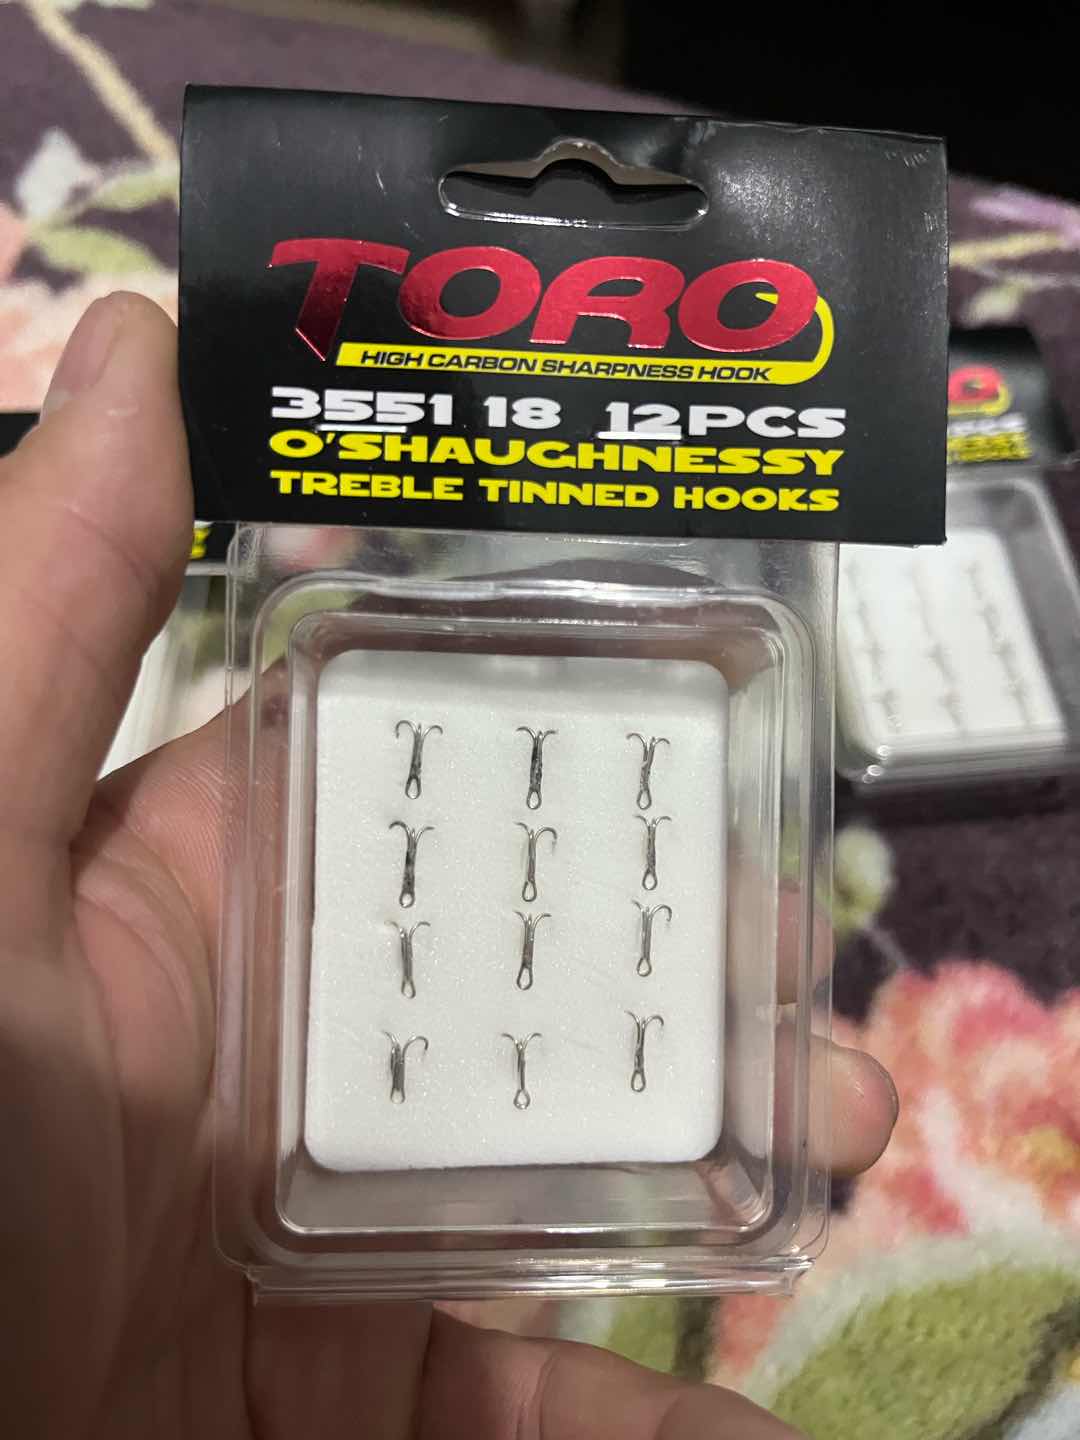 TORO
HIGH CARBON SHARPNESS HOOK
3551 18 12PCS
O'SHAUGHNESSY
TREBLE TINNED HOOKS